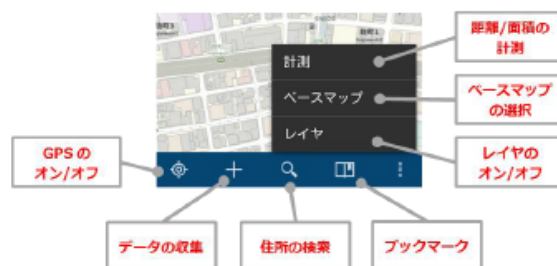 距離/面積の
計測
計測
ベースマップ
ベースマップ
の選択
レイヤ
レイヤの
オン/オフ
GPS の
オン/オフ
データの収集
住所の検索
ブックマーク